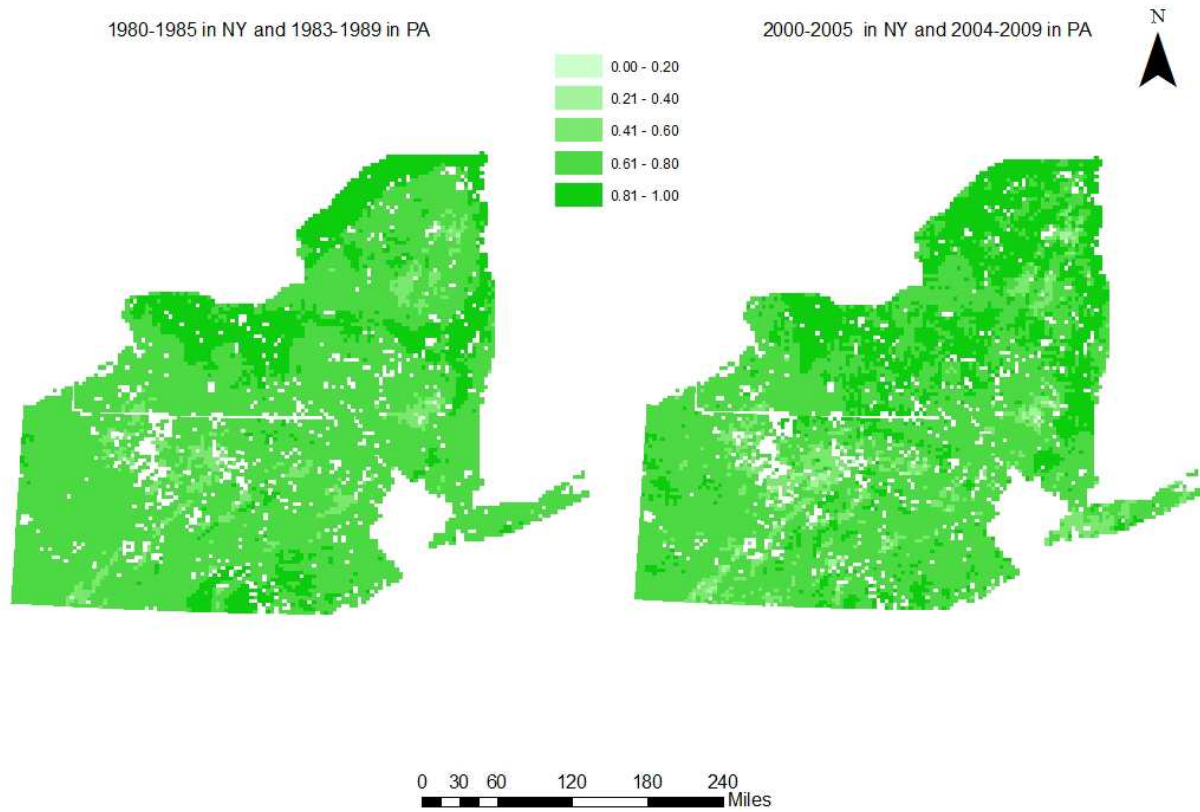 1980-1985 in NY and 1983-1989 in PA
2000-2005 in NY and 2004-2009 in PA
N
0.00 - 0.20
0.21 - 0.40
0.41 - 0.60
0.61 - 0.80
0.81 - 1.00
0 30 60 120 180 240
Miles